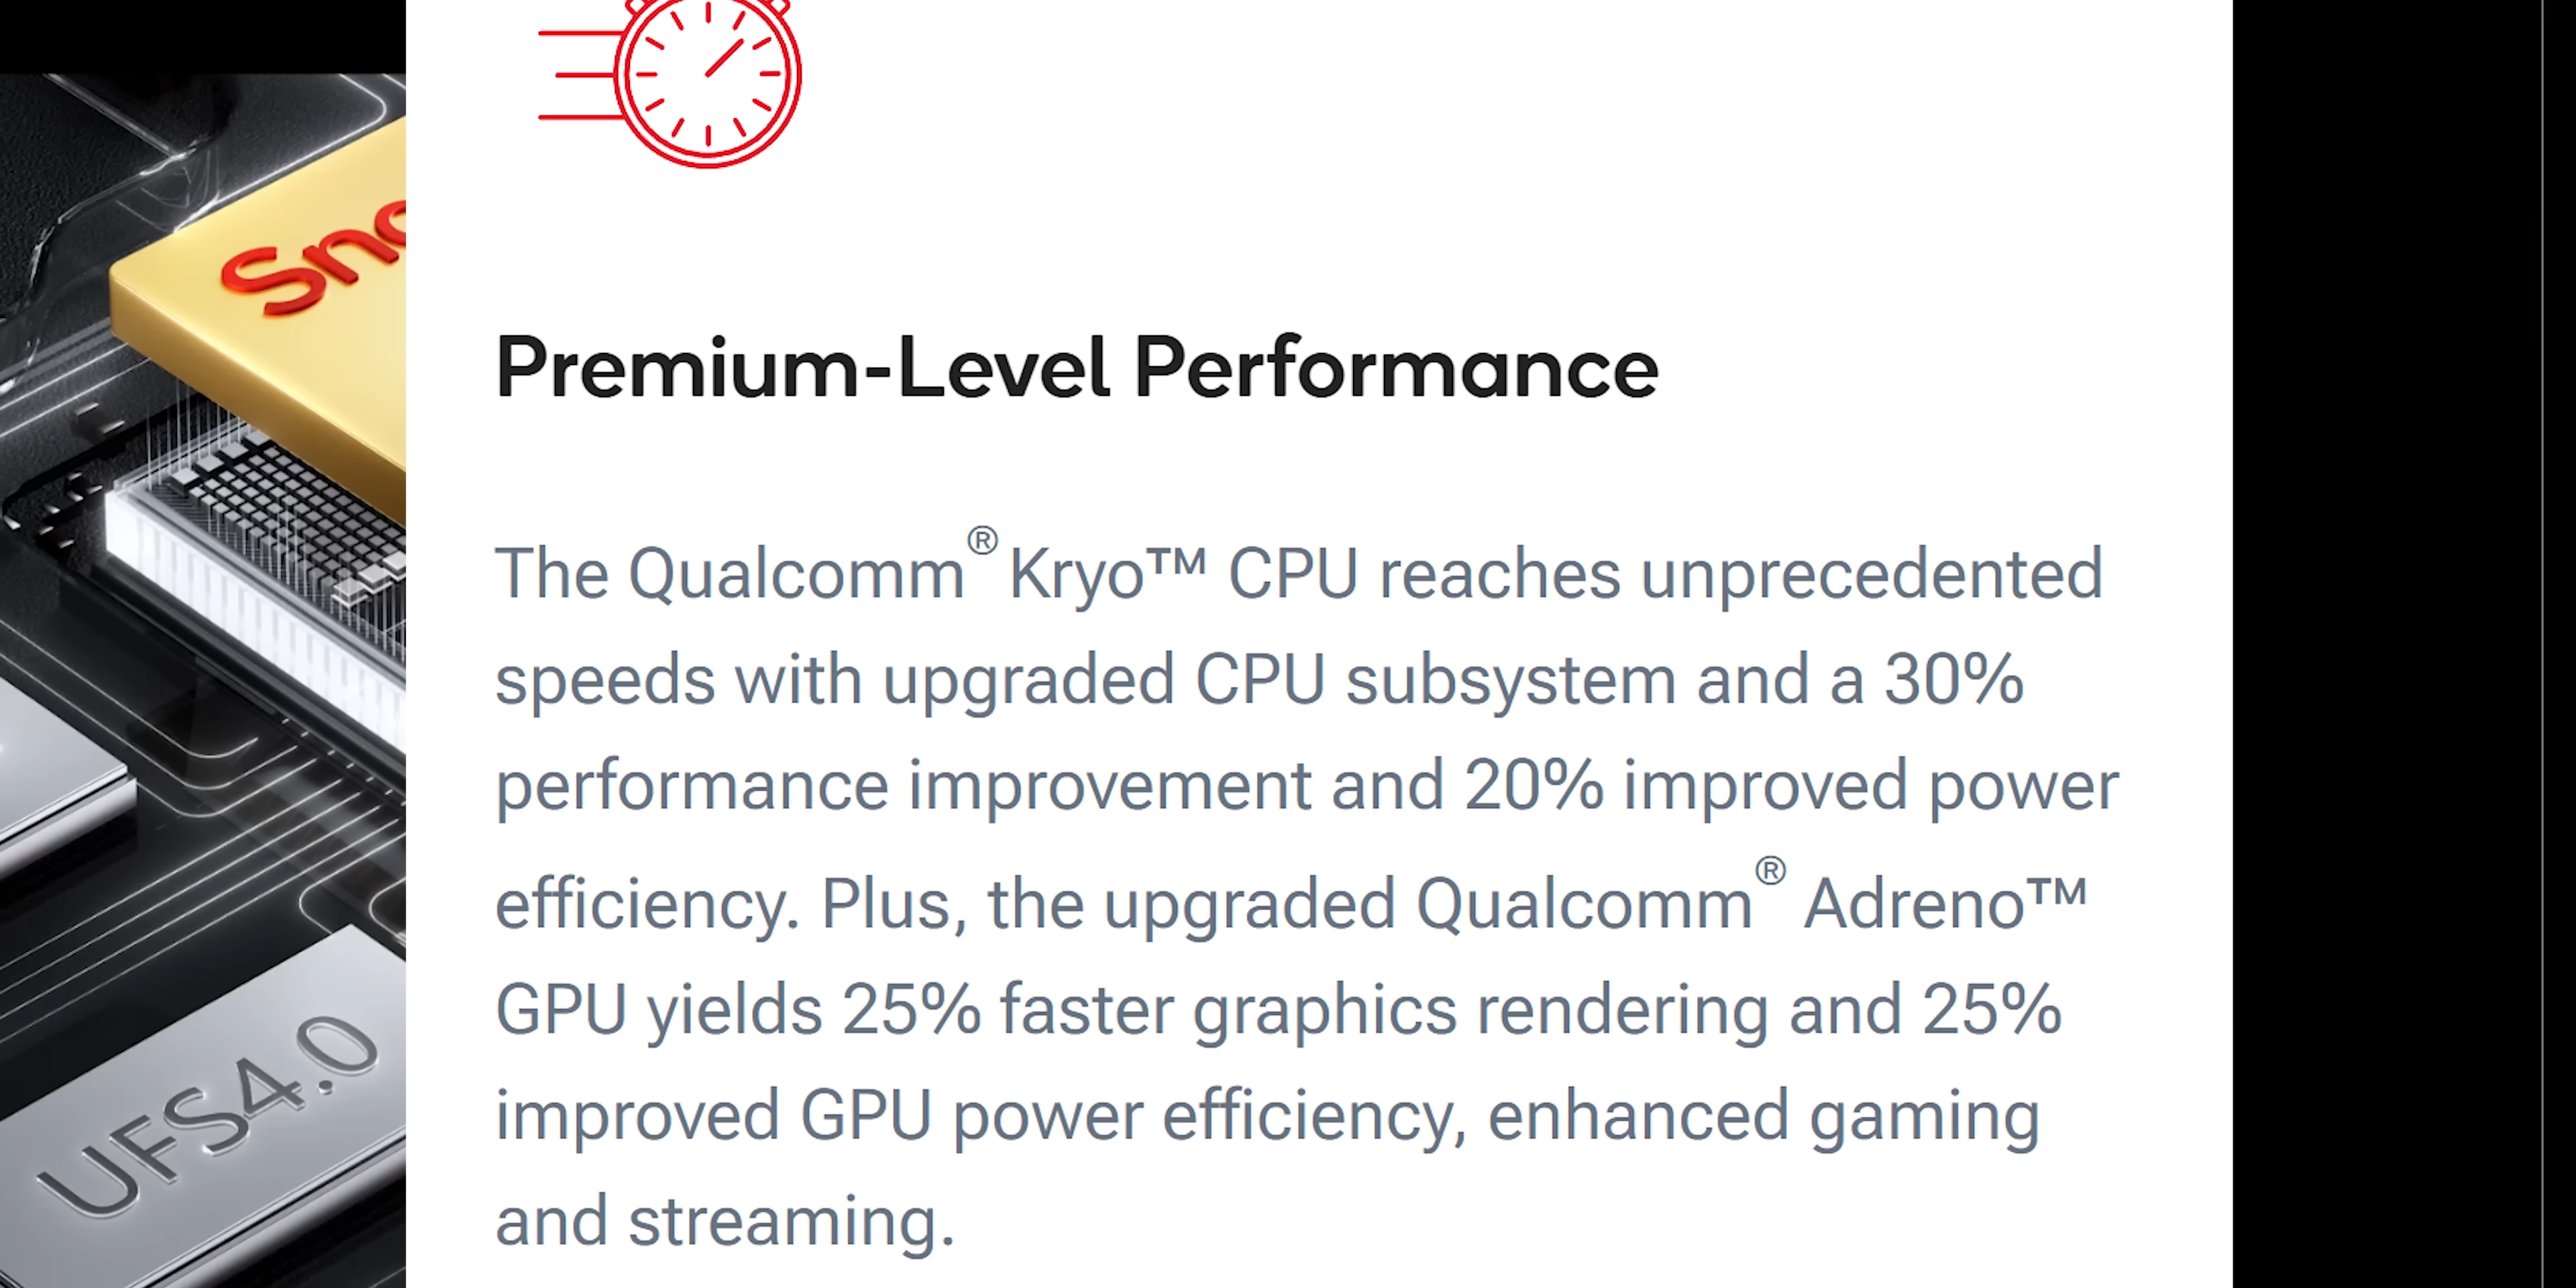 Sna
Premium-Level Performance
The Qualcomm® Kryo™ CPU reaches unprecedented
speeds with upgraded CPU subsystem and a 30%
performance improvement and 20% improved power
efficiency. Plus, the upgraded Qualcomm® Adreno™
GPU yields 25% faster graphics rendering and 25%
improved GPU power efficiency, enhanced gaming
and streaming.
UFS4.0